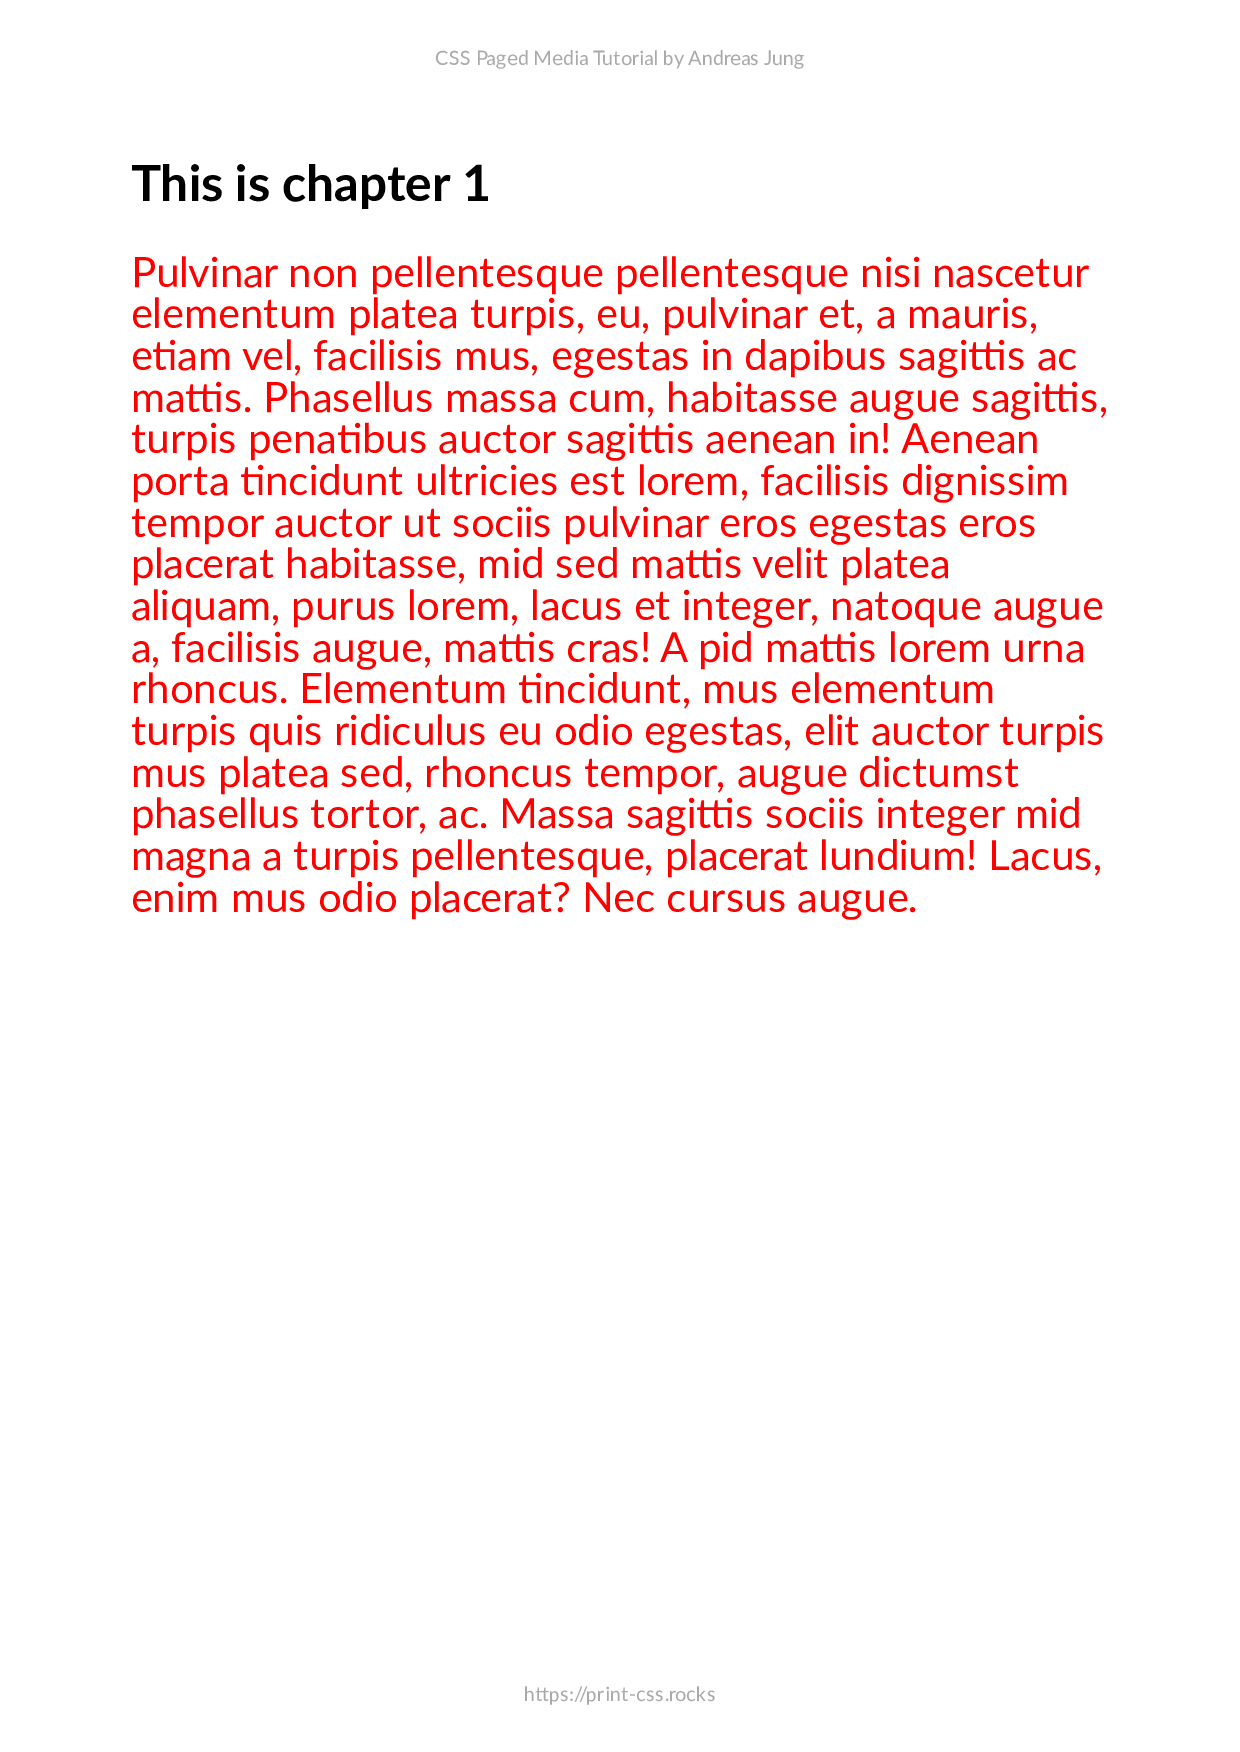 CSS Paged Media Tutorial by Andreas Jung
This is chapter 1
Pulvinar non pellentesque pellentesque nisi nascetur
elementum platea turpis, eu, pulvinar et, a mauris,
etiam vel, facilisis mus, egestas in dapibus sagittis ac
mattis. Phasellus massa cum, habitasse augue sagittis,
turpis penatibus auctor sagittis aenean in! Aenean
porta tincidunt ultricies est lorem, facilisis dignissim
tempor auctor ut sociis pulvinar eros egestas eros
placerat habitasse, mid sed mattis velit platea
aliquam, purus lorem, lacus et integer, natoque augue
a, facilisis augue, mattis cras! A pid mattis lorem urna
rhoncus. Elementum tincidunt, mus elementum
turpis quis ridiculus eu odio egestas, elit auctor turpis
mus platea sed, rhoncus tempor, augue dictumst
phasellus tortor, ac. Massa sagittis sociis integer mid
magna a turpis pellentesque, placerat lundium! Lacus,
enim mus odio placerat? Nec cursus augue.
https://print-css.rocks